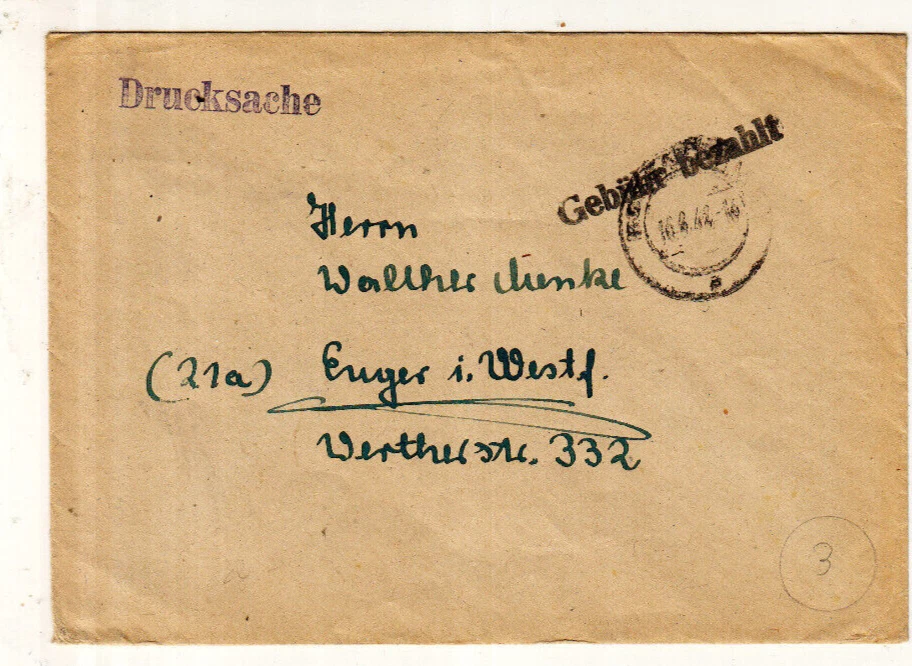 Drucksache
Gebühr bezahlt
Herrn
Walther Menke
(21a) Enger i. Westf.
Wertherstr. 332
3